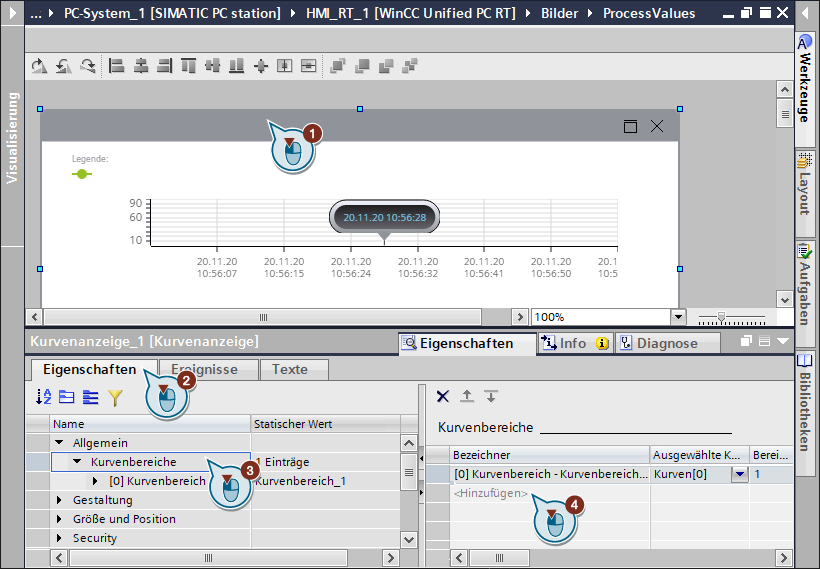 ... PC-System_1 [SIMATIC PC station] HMI_RT_1 [WinCC Unified PC RT] Bilder ProcessValues
Visualisierung
Werkzeuge
Layout
Aufgaben
Bibliotheken
1
Legende:
90
60
10
20.11.20 10:56:28
20.11.20 20.11.20 20.11.20 20.11.20 20.11.20 20.11.20 20.1
10:56:07 10:56:15 10:56:24 10:56:32 10:56:41 10:56:50 10:5
100%
Kurvenanzeige_1 [Kurvenanzeige]
Eigenschaften Info Diagnose
Eigenschaften Ereignisse Texte
2
Name Statischer Wert
Allgemein
Kurvenbereiche 1 Einträge
3
[0] Kurvenbereich Kurvenbereich_1
Gestaltung
Größe und Position
Security
Kurvenbereiche
Bezeichner Ausgewählte K... Berei...
[0] Kurvenbereich - Kurvenbereich... Kurven[0] 1
<Hinzufügen>
4